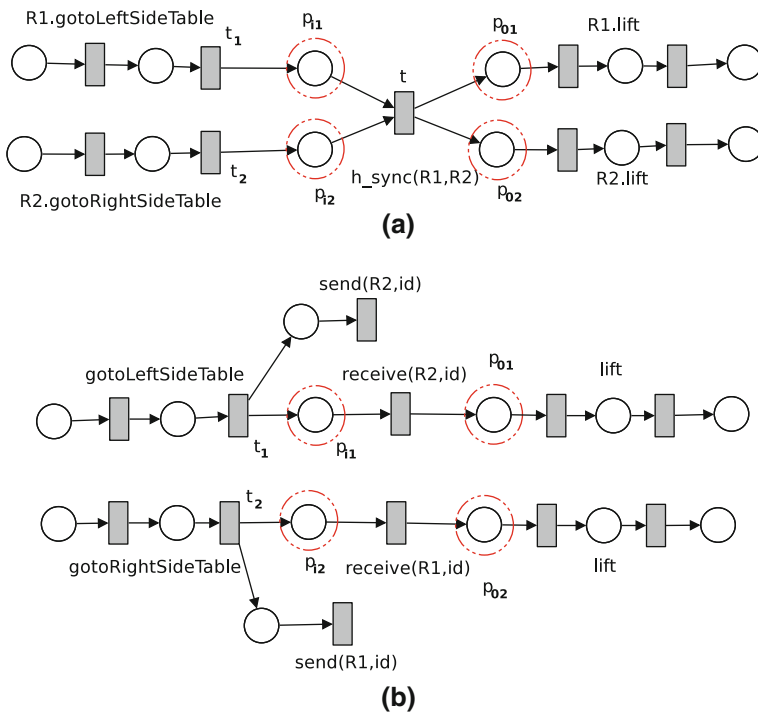 R1.gotoLeftSideTable
t1
pi1
p01
R1.lift
t
t2
pi2
h_sync(R1,R2)
p02
R2.lift
R2.gotoRightSideTable
(a)
send(R2,id)
gotoLeftSideTable
receive(R2,id)
p01
lift
t1
pi1
t2
gotoRightSideTable
pi2
receive(R1,id)
p02
lift
send(R1,id)
(b)